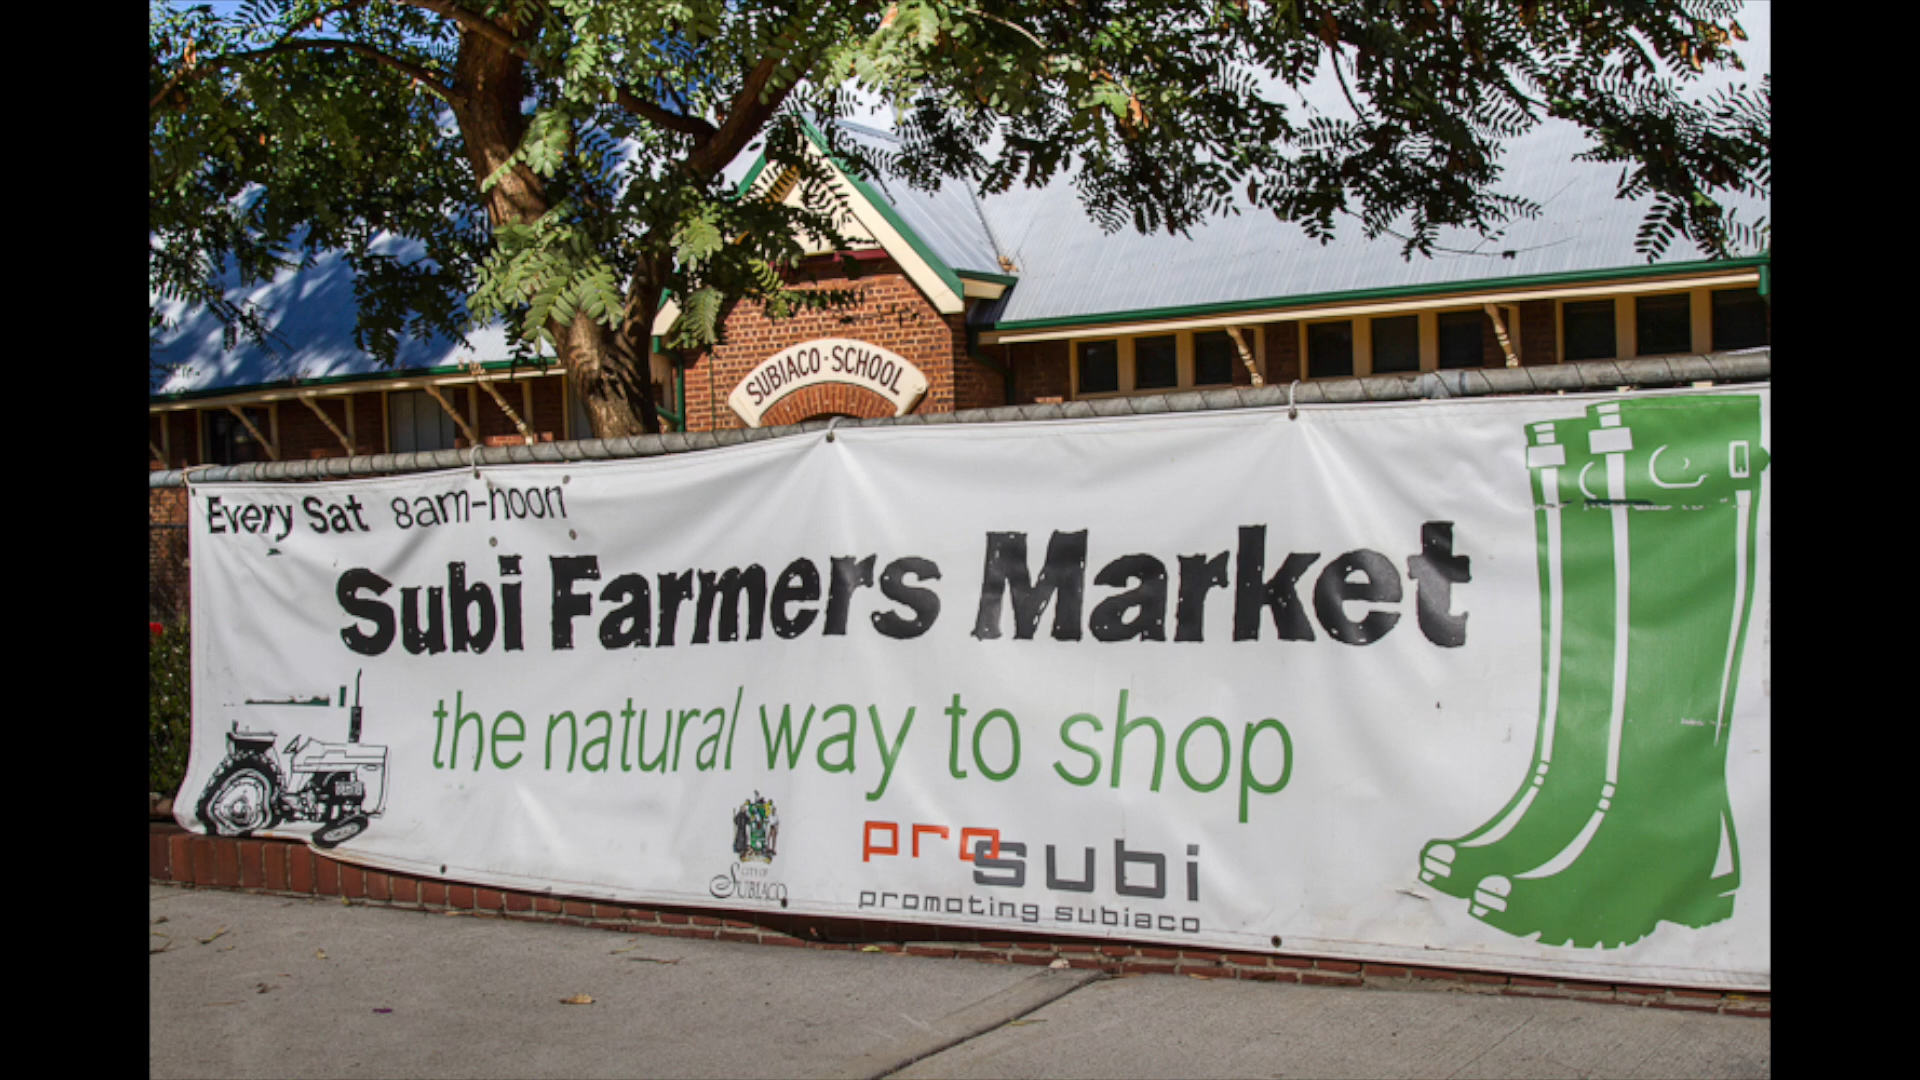 SUBIACO · SCHOOL
Every Sat 8am-noon
Subi Farmers Market
the natural way to shop
CITY OF
SUBIACO
prosubi
promoting subiaco